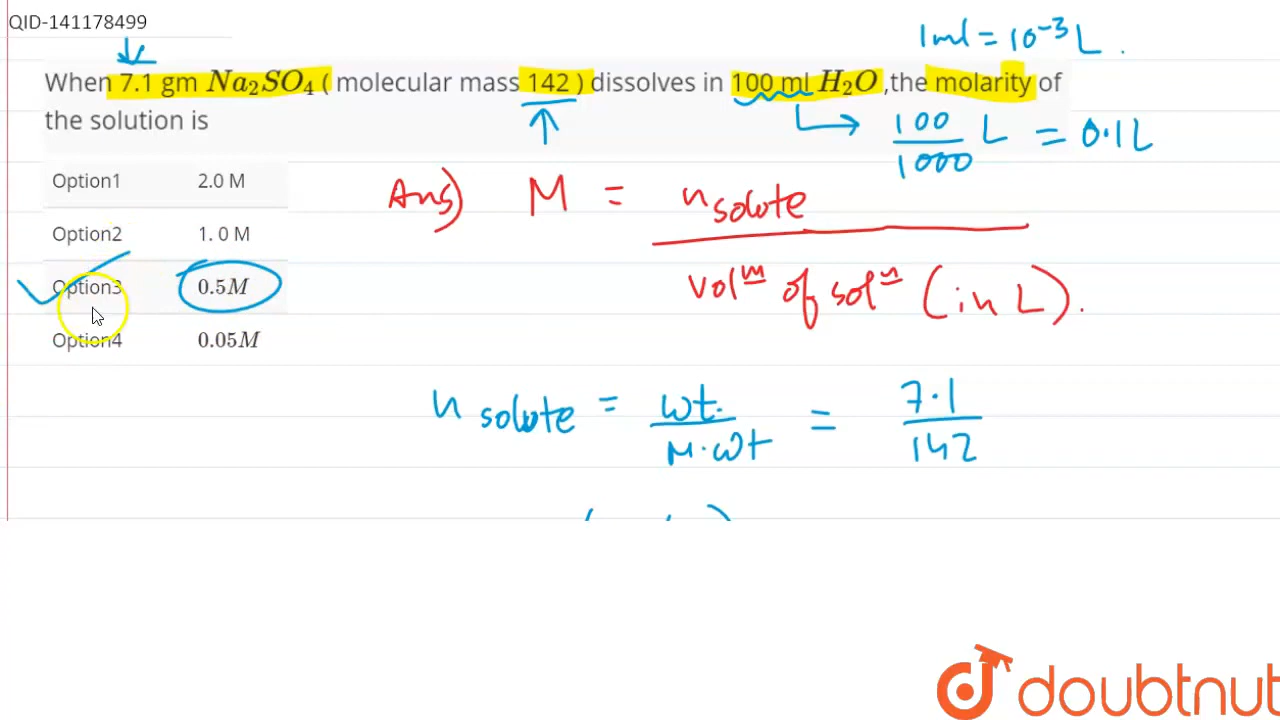 QID-141178499
1ml = 10⁻³ L .
When 7.1 gm Na₂SO₄ ( molecular mass 142 ) dissolves in 100 ml H₂O ,the molarity of
the solution is
100/1000 L = 0.1L
Option1 2.0 M
Ans) M = n solute / volᵐ of solⁿ (in L).
Option2 1. 0 M
Option3 0.5M
Option4 0.05M
n solute = wt. / M.wt = 7.1 / 142
doubtnut